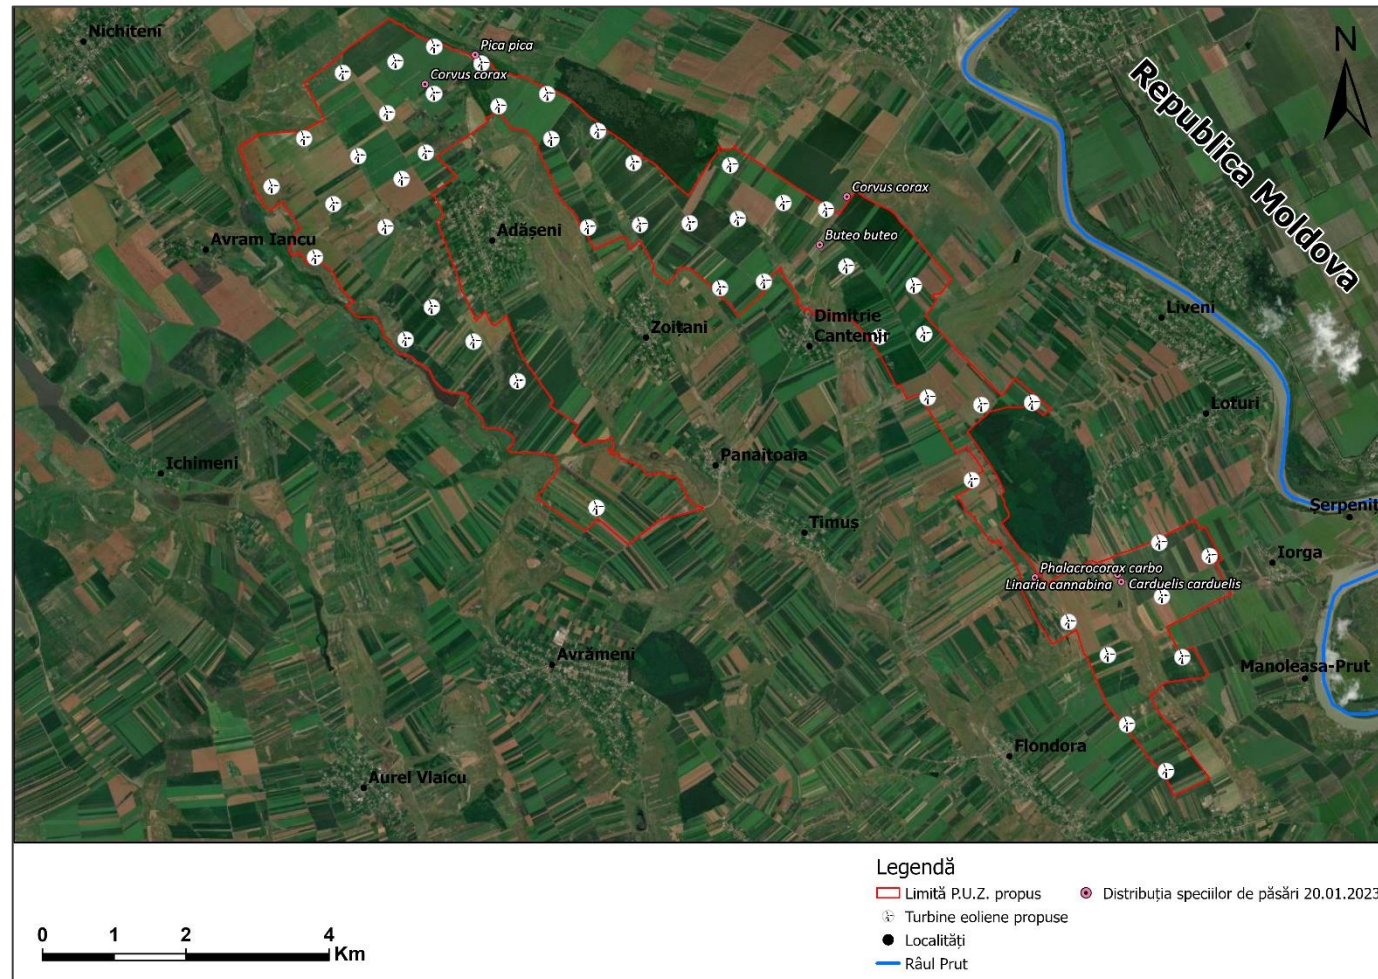 Nichiteni
Pica pica
Corvus corax
N
Republica Moldova
Corvus corax
Avram Iancu
Adășeni
Buteo buteo
Zoițani
Dimitrie
Cantemir
Liveni
Loturi
Ichimeni
Panaitoaia
Timuș
Șerpeniț
Iorga
Phalacrocorax carbo
Linaria cannabina
Carduelis carduelis
Avrămeni
Manoleasa-Prut
Flondora
Aurel Vlaicu
Legendă
Limită P.U.Z. propus
Distribuția speciilor de păsări 20.01.2023
Turbine eoliene propuse
Localități
Râul Prut
0 1 2 4
Km